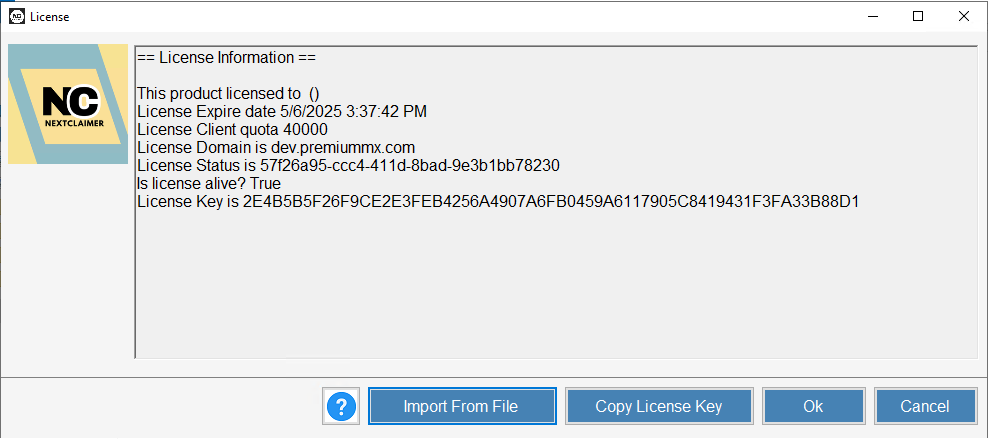 License
NC
NEXTCLAIMER
== License Information ==
This product licensed to  ()
License Expire date 5/6/2025 3:37:42 PM
License Client quota 40000
License Domain is dev.premiummx.com
License Status is 57f26a95-ccc4-411d-8bad-9e3b1bb78230
Is license alive? True
License Key is 2E4B5B5F26F9CE2E3FEB4256A4907A6FB0459A6117905C8419431F3FA33B88D1
?
Import From File
Copy License Key
Ok
Cancel